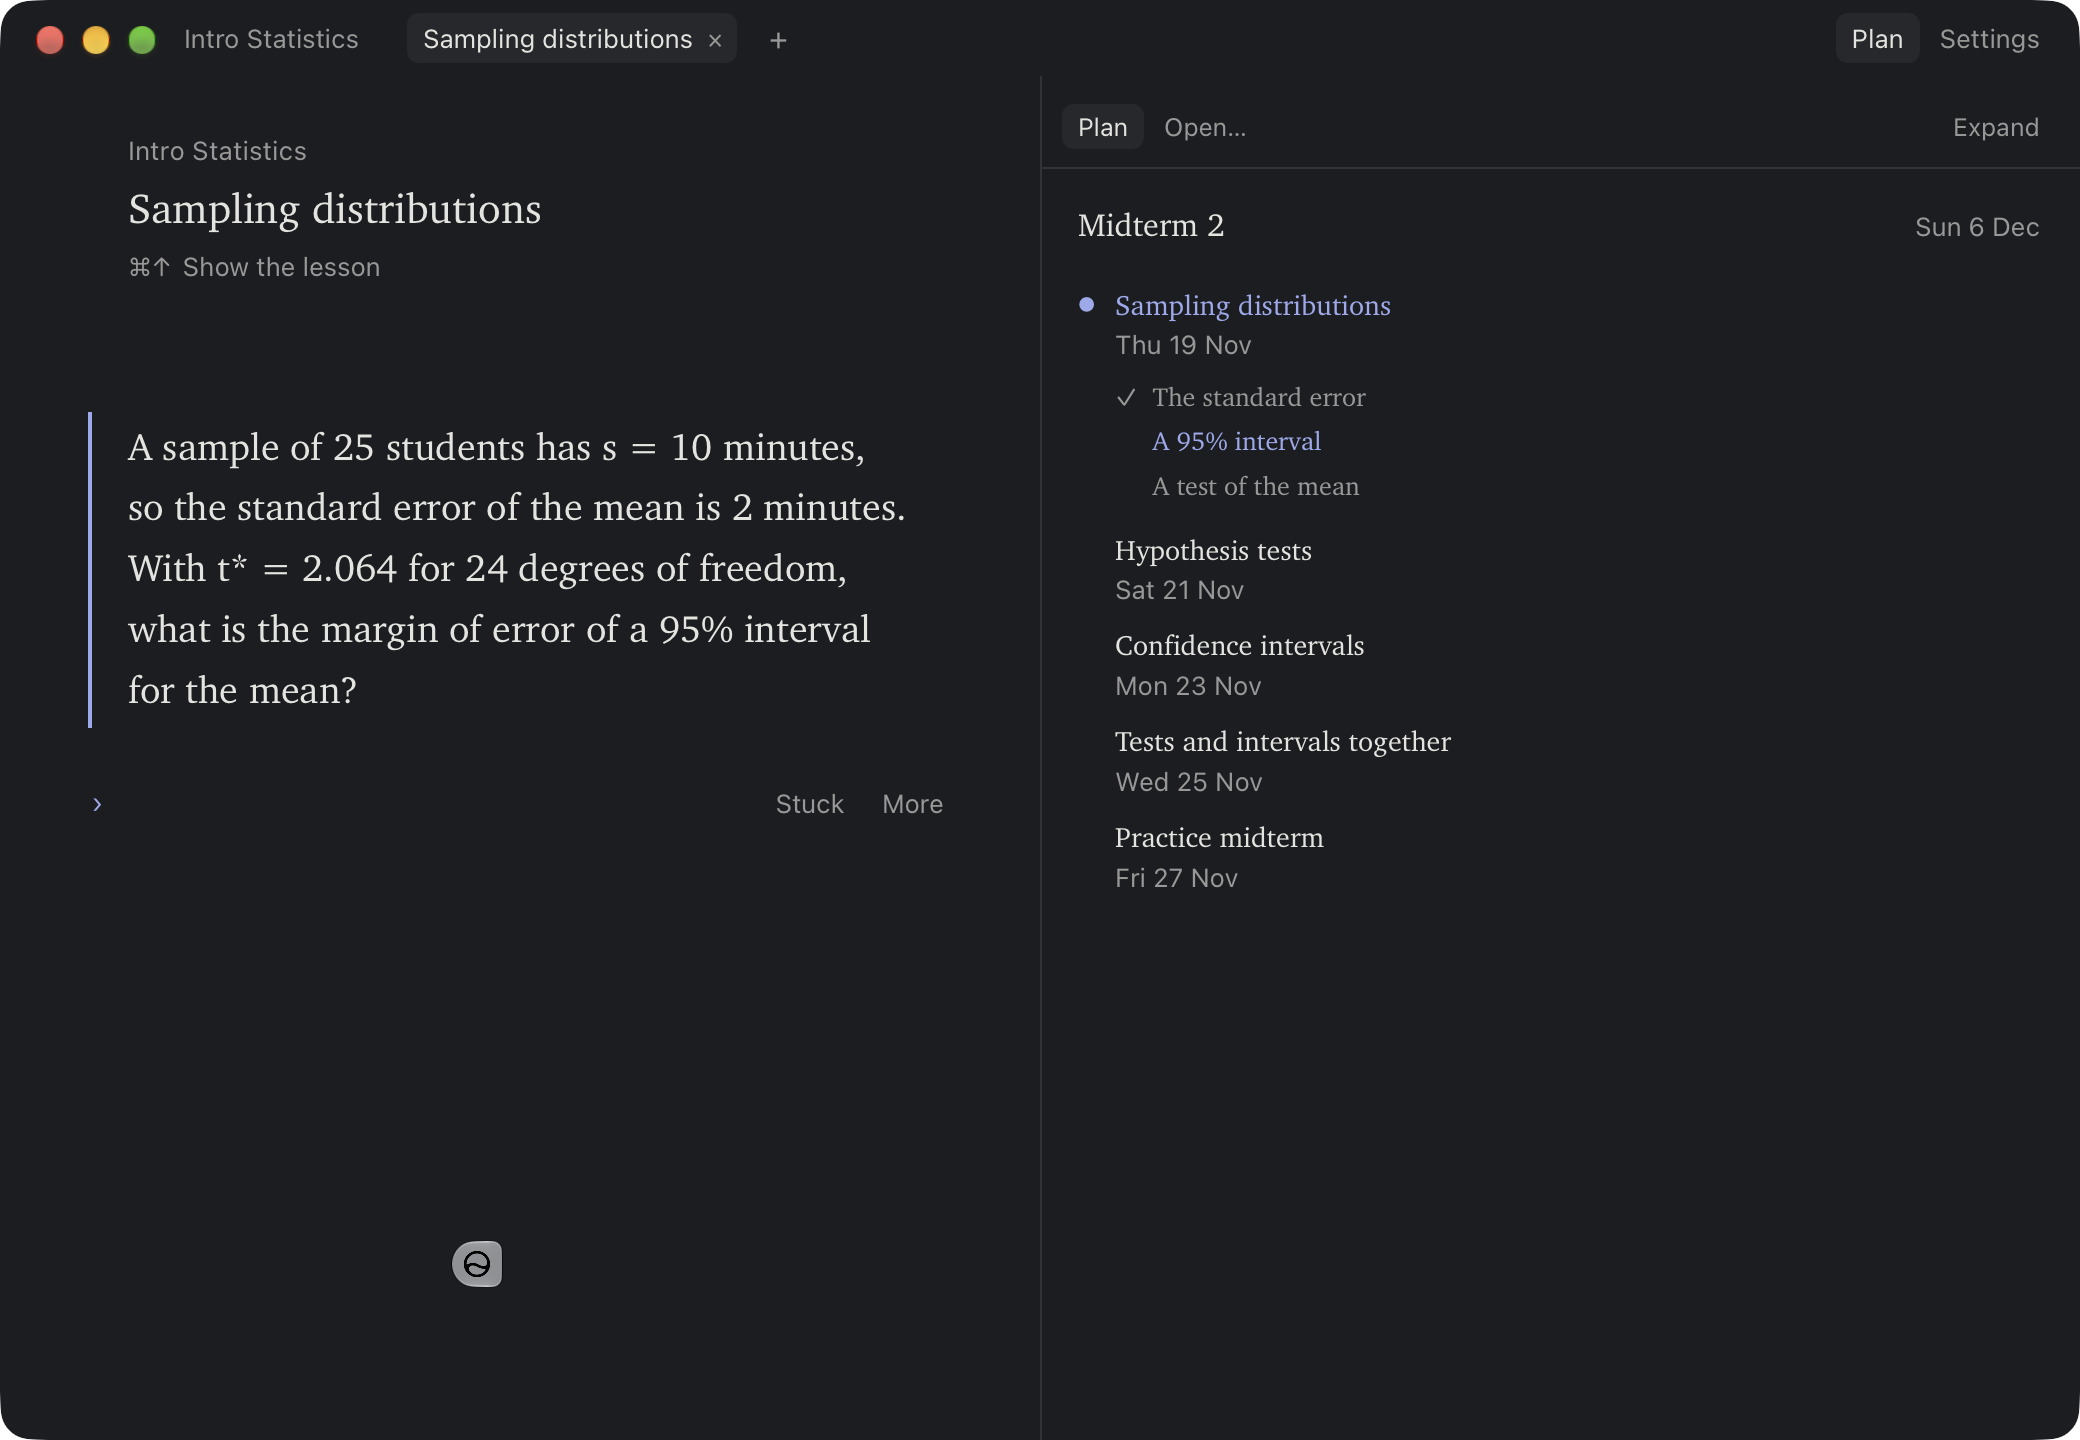 Intro Statistics
Sampling distributions ×
+
Plan
Settings
Intro Statistics
Sampling distributions
⌘↑ Show the lesson
A sample of 25 students has s = 10 minutes,
so the standard error of the mean is 2 minutes.
With t* = 2.064 for 24 degrees of freedom,
what is the margin of error of a 95% interval
for the mean?
›
Stuck
More
Plan
Open…
Expand
Midterm 2
Sun 6 Dec
Sampling distributions
Thu 19 Nov
✓ The standard error
A 95% interval
A test of the mean
Hypothesis tests
Sat 21 Nov
Confidence intervals
Mon 23 Nov
Tests and intervals together
Wed 25 Nov
Practice midterm
Fri 27 Nov